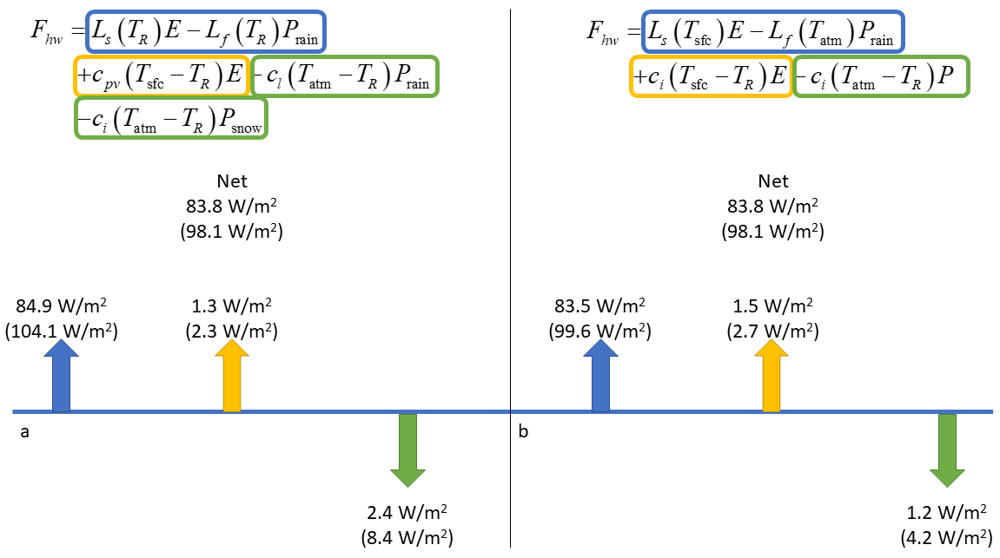 F_hw = L_s (T_R) E − L_f (T_R) P_rain
+c_pv (T_sfc − T_R) E − c_l (T_atm − T_R) P_rain
−c_i (T_atm − T_R) P_snow
Net
83.8 W/m²
(98.1 W/m²)
84.9 W/m²
(104.1 W/m²)
1.3 W/m²
(2.3 W/m²)
a
2.4 W/m²
(8.4 W/m²)
F_hw = L_s (T_sfc) E − L_f (T_atm) P_rain
+c_i (T_sfc − T_R) E − c_i (T_atm − T_R) P
Net
83.8 W/m²
(98.1 W/m²)
83.5 W/m²
(99.6 W/m²)
1.5 W/m²
(2.7 W/m²)
b
1.2 W/m²
(4.2 W/m²)